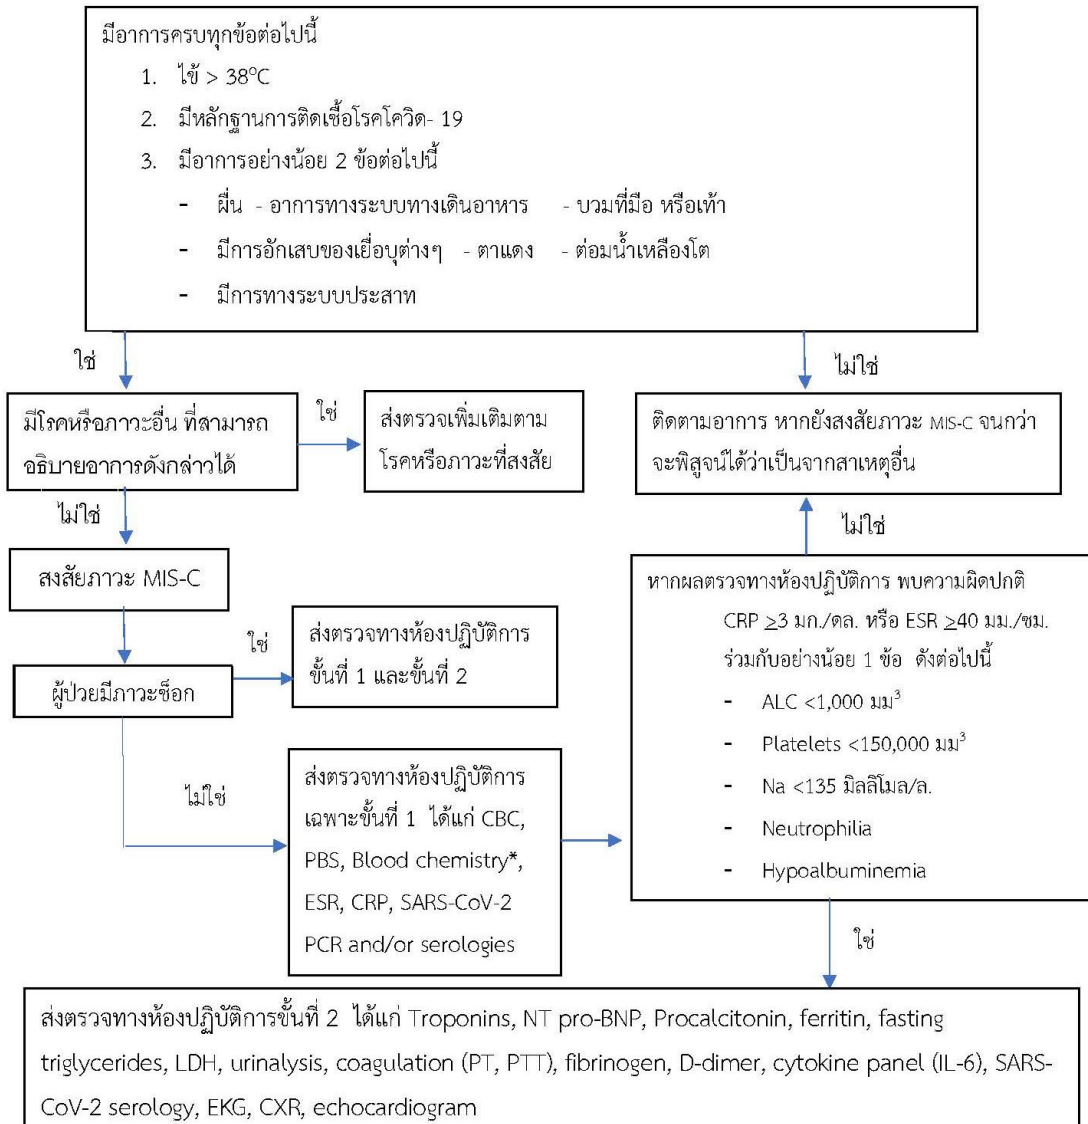 มีอาการครบทุกข้อต่อไปนี้
1. ไข้ > 38°C
2. มีหลักฐานการติดเชื้อโรคโควิด- 19
3. มีอาการอย่างน้อย 2 ข้อต่อไปนี้
- ผื่น - อาการทางระบบทางเดินอาหาร - บวมที่มือ หรือเท้า
- มีการอักเสบของเยื่อบุต่างๆ - ตาแดง - ต่อมน้ำเหลืองโต
- มีการทางระบบประสาท
ใช่
ไม่ใช่
มีโรคหรือภาวะอื่น ที่สามารถ
อธิบายอาการดังกล่าวได้
ใช่
ส่งตรวจเพิ่มเติมตาม
โรคหรือภาวะที่สงสัย
ติดตามอาการ หากยังสงสัยภาวะ MIS-C จนกว่า
จะพิสูจน์ได้ว่าเป็นจากสาเหตุอื่น
ไม่ใช่
ไม่ใช่
สงสัยภาวะ MIS-C
ใช่
ผู้ป่วยมีภาวะช็อก
ส่งตรวจทางห้องปฏิบัติการ
ขั้นที่ 1 และขั้นที่ 2
หากผลตรวจทางห้องปฏิบัติการ พบความผิดปกติ
CRP ≥3 มก./ดล. หรือ ESR ≥40 มม./ชม.
ร่วมกับอย่างน้อย 1 ข้อ ดังต่อไปนี้
- ALC <1,000 มม³
- Platelets <150,000 มม³
- Na <135 มิลลิโมล/ล.
- Neutrophilia
- Hypoalbuminemia
ไม่ใช่
ส่งตรวจทางห้องปฏิบัติการ
เฉพาะขั้นที่ 1 ได้แก่ CBC,
PBS, Blood chemistry*,
ESR, CRP, SARS-CoV-2
PCR and/or serologies
ใช่
ส่งตรวจทางห้องปฏิบัติการขั้นที่ 2 ได้แก่ Troponins, NT pro-BNP, Procalcitonin, ferritin, fasting
triglycerides, LDH, urinalysis, coagulation (PT, PTT), fibrinogen, D-dimer, cytokine panel (IL-6), SARS-
CoV-2 serology, EKG, CXR, echocardiogram